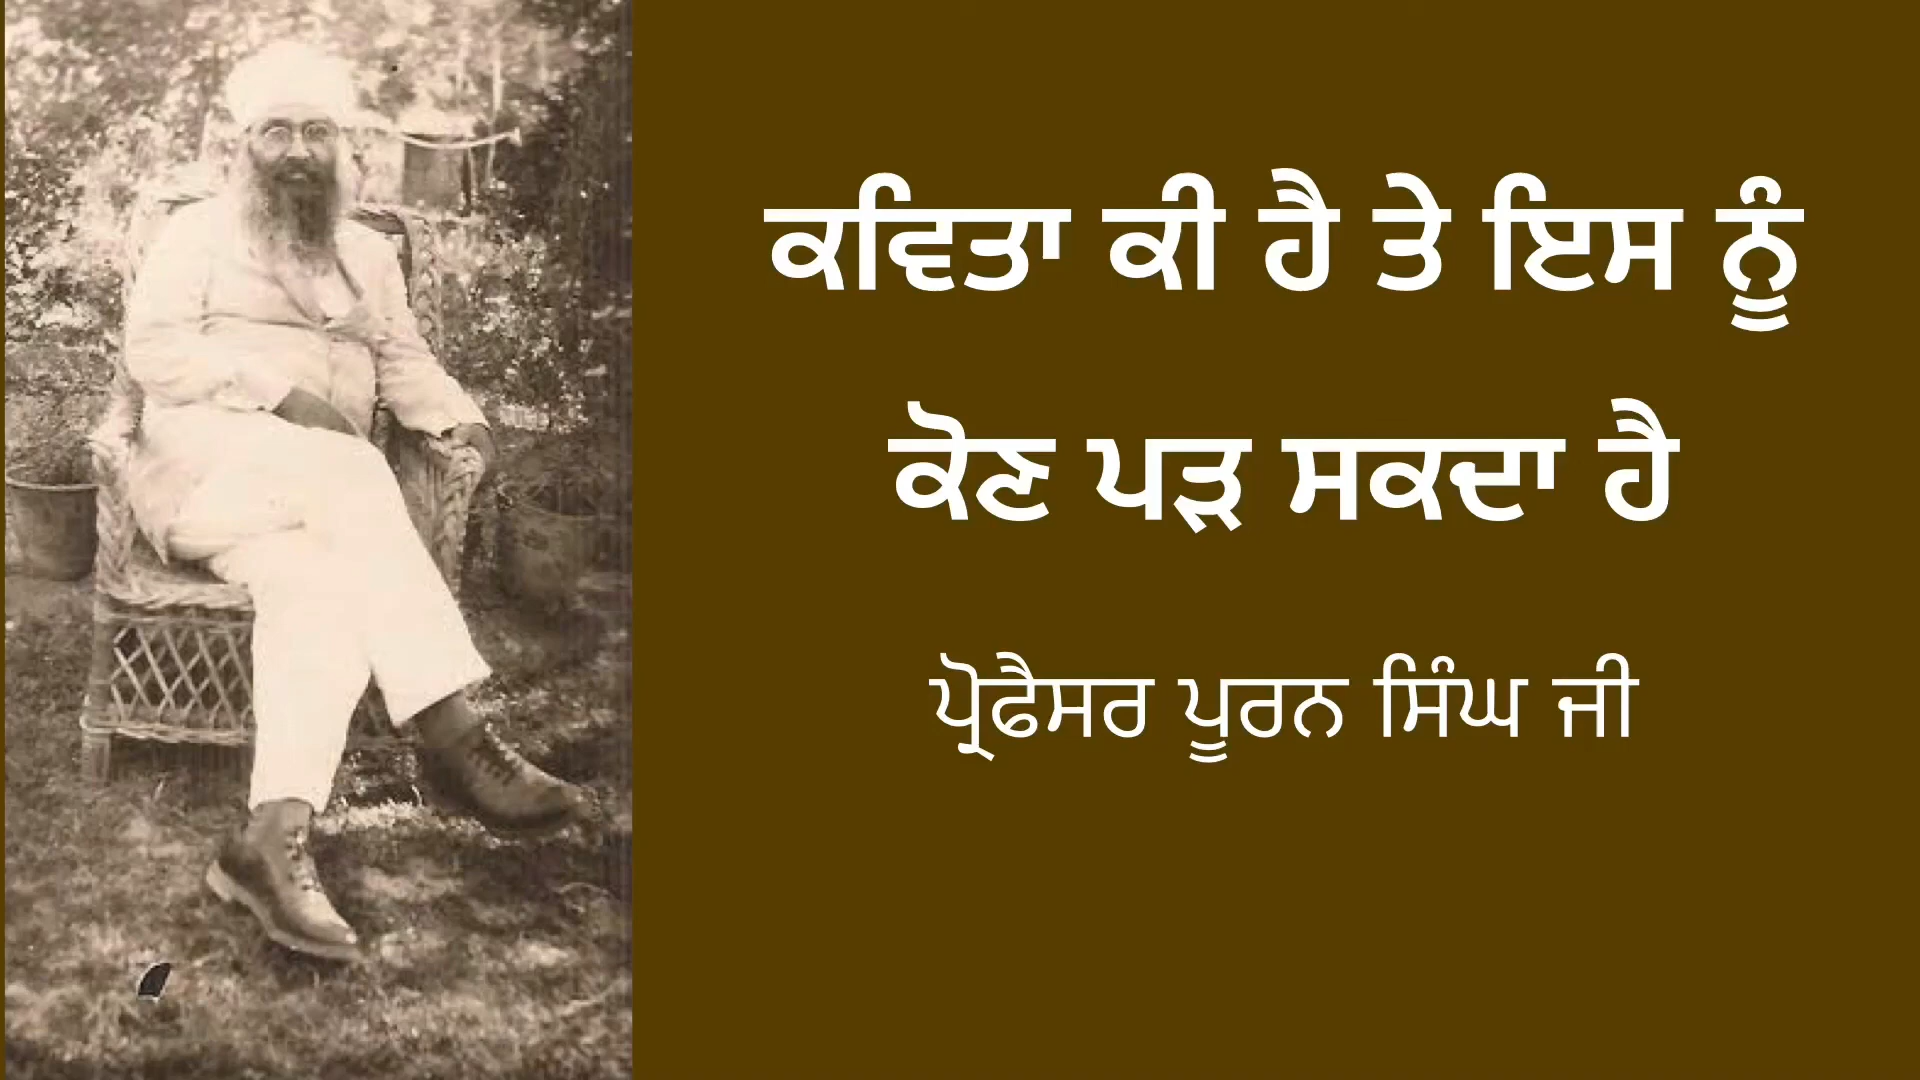 ਕਵਿਤਾ ਕੀ ਹੈ ਤੇ ਇਸ ਨੂੰ
ਕੋਣ ਪੜ ਸਕਦਾ ਹੈ
ਪ੍ਰੋਫੈਸਰ ਪੂਰਨ ਸਿੰਘ ਜੀ